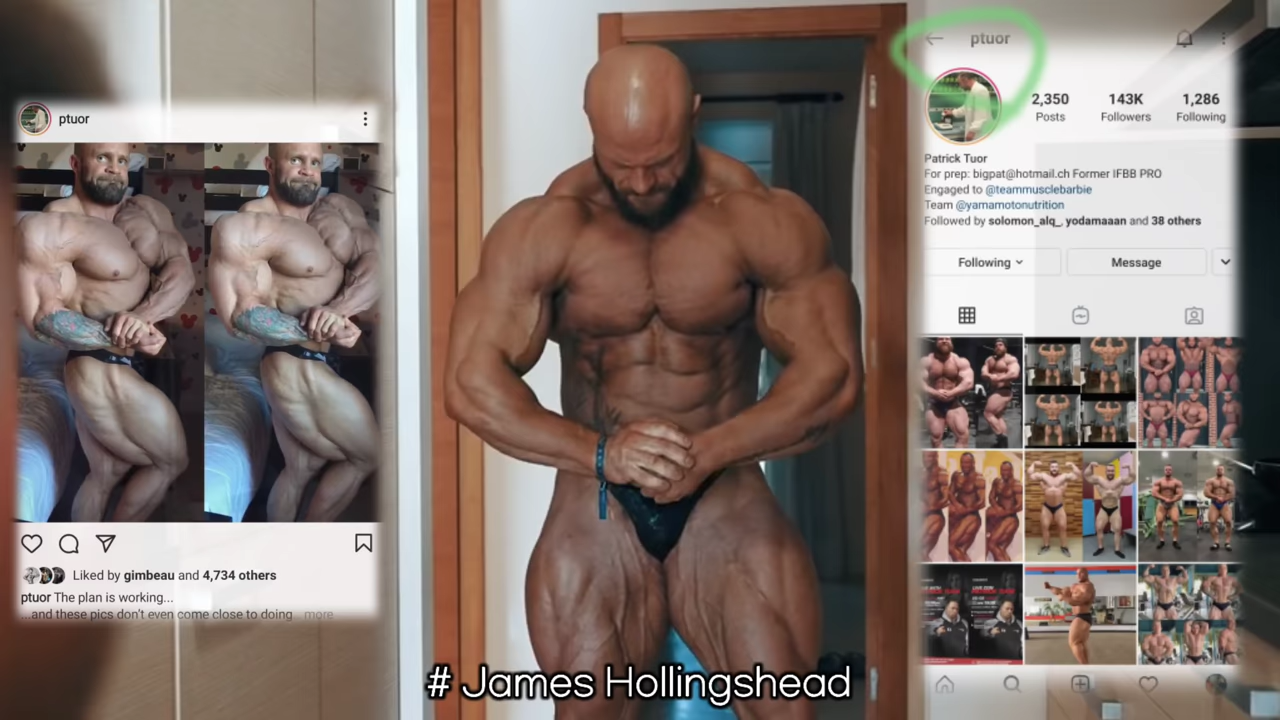 ptuor
Liked by gimbeau and 4,734 others
ptuor The plan is working...
...and these pics don't even come close to doing... more
# James Hollingshead
ptuor
2,350
143K
1,286
Posts
Followers
Following
Patrick Tuor
For prep: bigpat@hotmail.ch Former IFBB PRO
Engaged to @teammusclebarbie
Team @yamamotonutrition
Followed by solomon_alq_, yodamaaan and 38 others
Following
Message